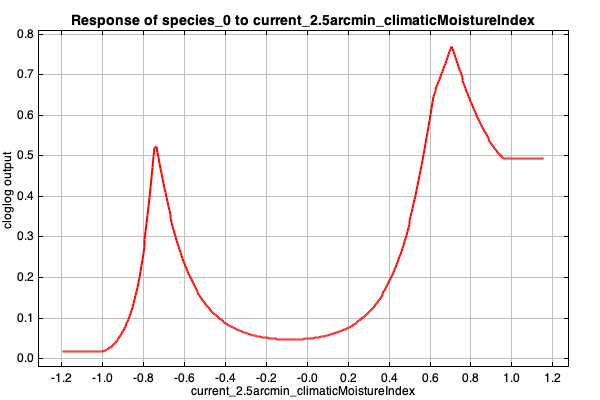 Response of species_0 to current_2.5arcmin_climaticMoistureIndex
0.8
0.7
0.6
0.5
0.4
0.3
0.2
0.1
0.0
cloglog output
-1.2 -1.0 -0.8 -0.6 -0.4 -0.2 -0.0 0.2 0.4 0.6 0.8 1.0 1.2
current_2.5arcmin_climaticMoistureIndex